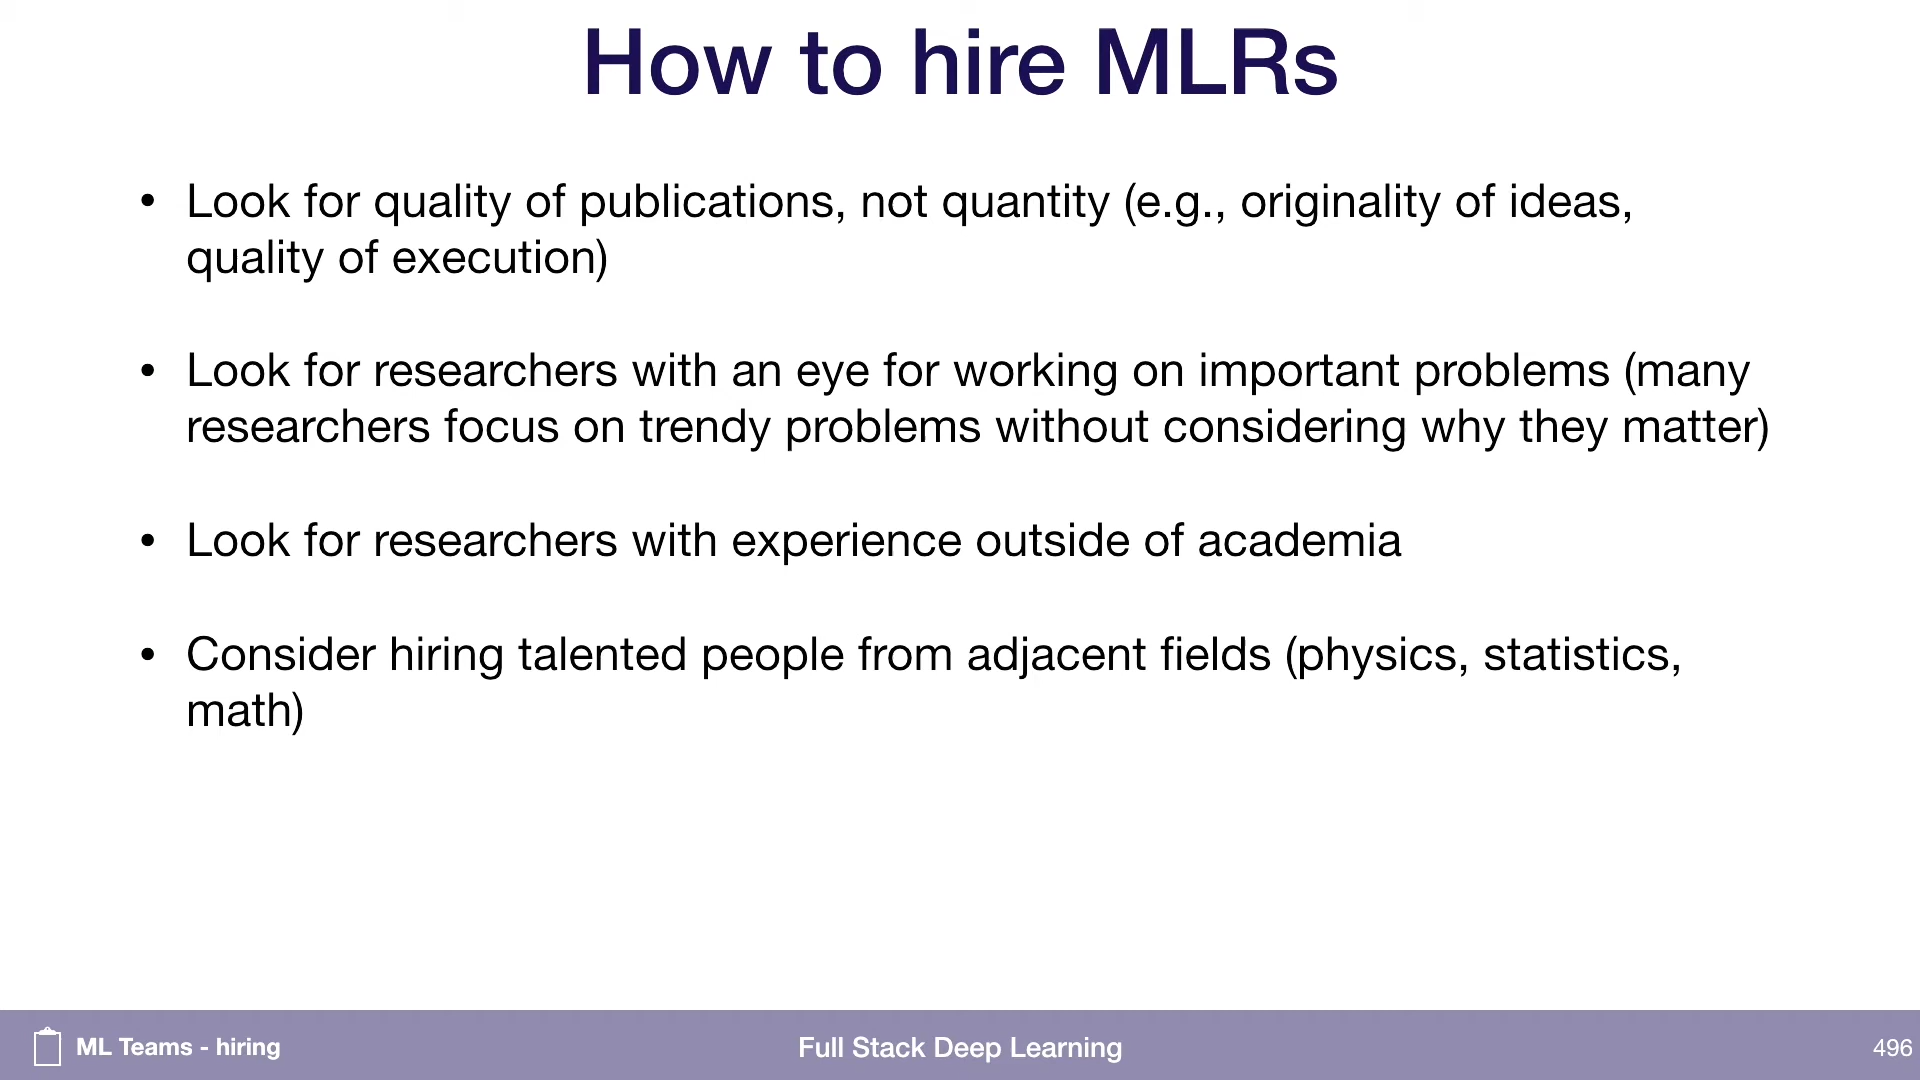 How to hire MLRs
• Look for quality of publications, not quantity (e.g., originality of ideas,
quality of execution)
• Look for researchers with an eye for working on important problems (many
researchers focus on trendy problems without considering why they matter)
• Look for researchers with experience outside of academia
• Consider hiring talented people from adjacent fields (physics, statistics,
math)
ML Teams - hiring
Full Stack Deep Learning
496